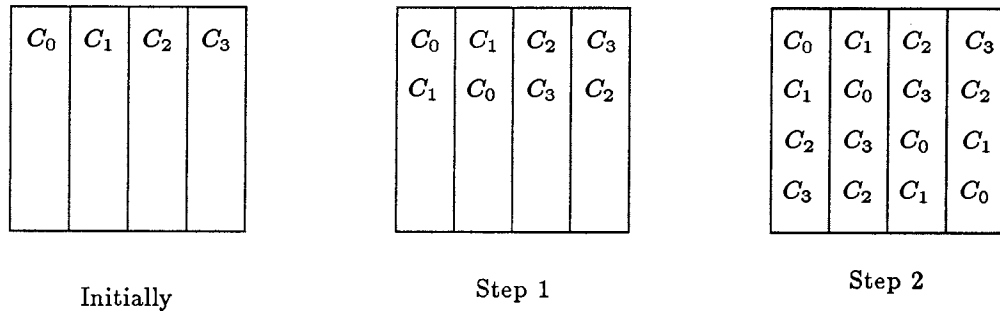 C0 C1 C2 C3
Initially
C0 C1 C2 C3
C1 C0 C3 C2
Step 1
C0 C1 C2 C3
C1 C0 C3 C2
C2 C3 C0 C1
C3 C2 C1 C0
Step 2